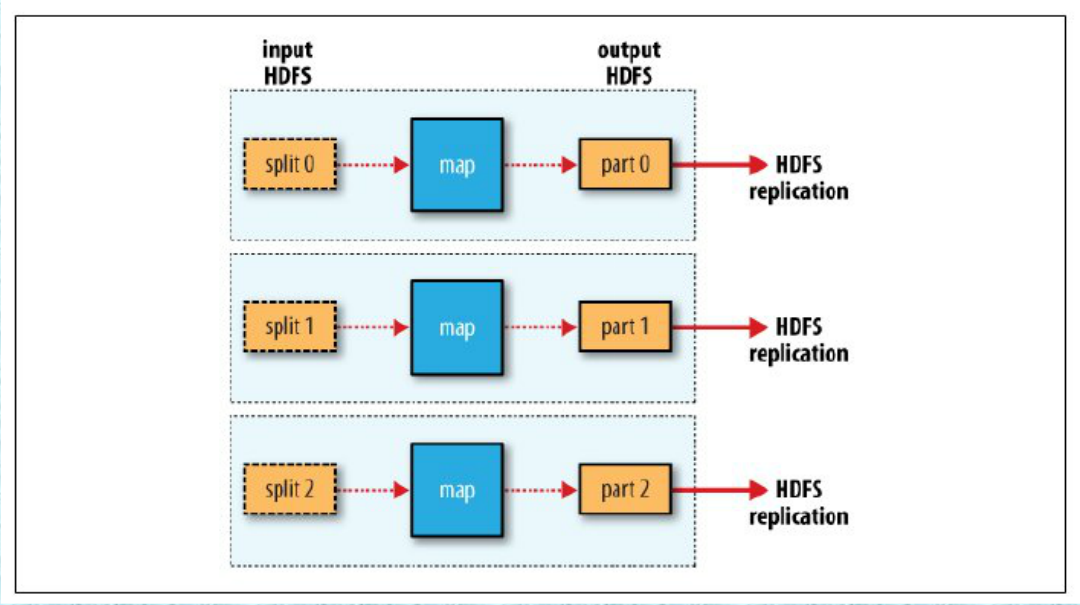 input
HDFS
output
HDFS
split 0
map
part 0
HDFS
replication
split 1
map
part 1
HDFS
replication
split 2
map
part 2
HDFS
replication